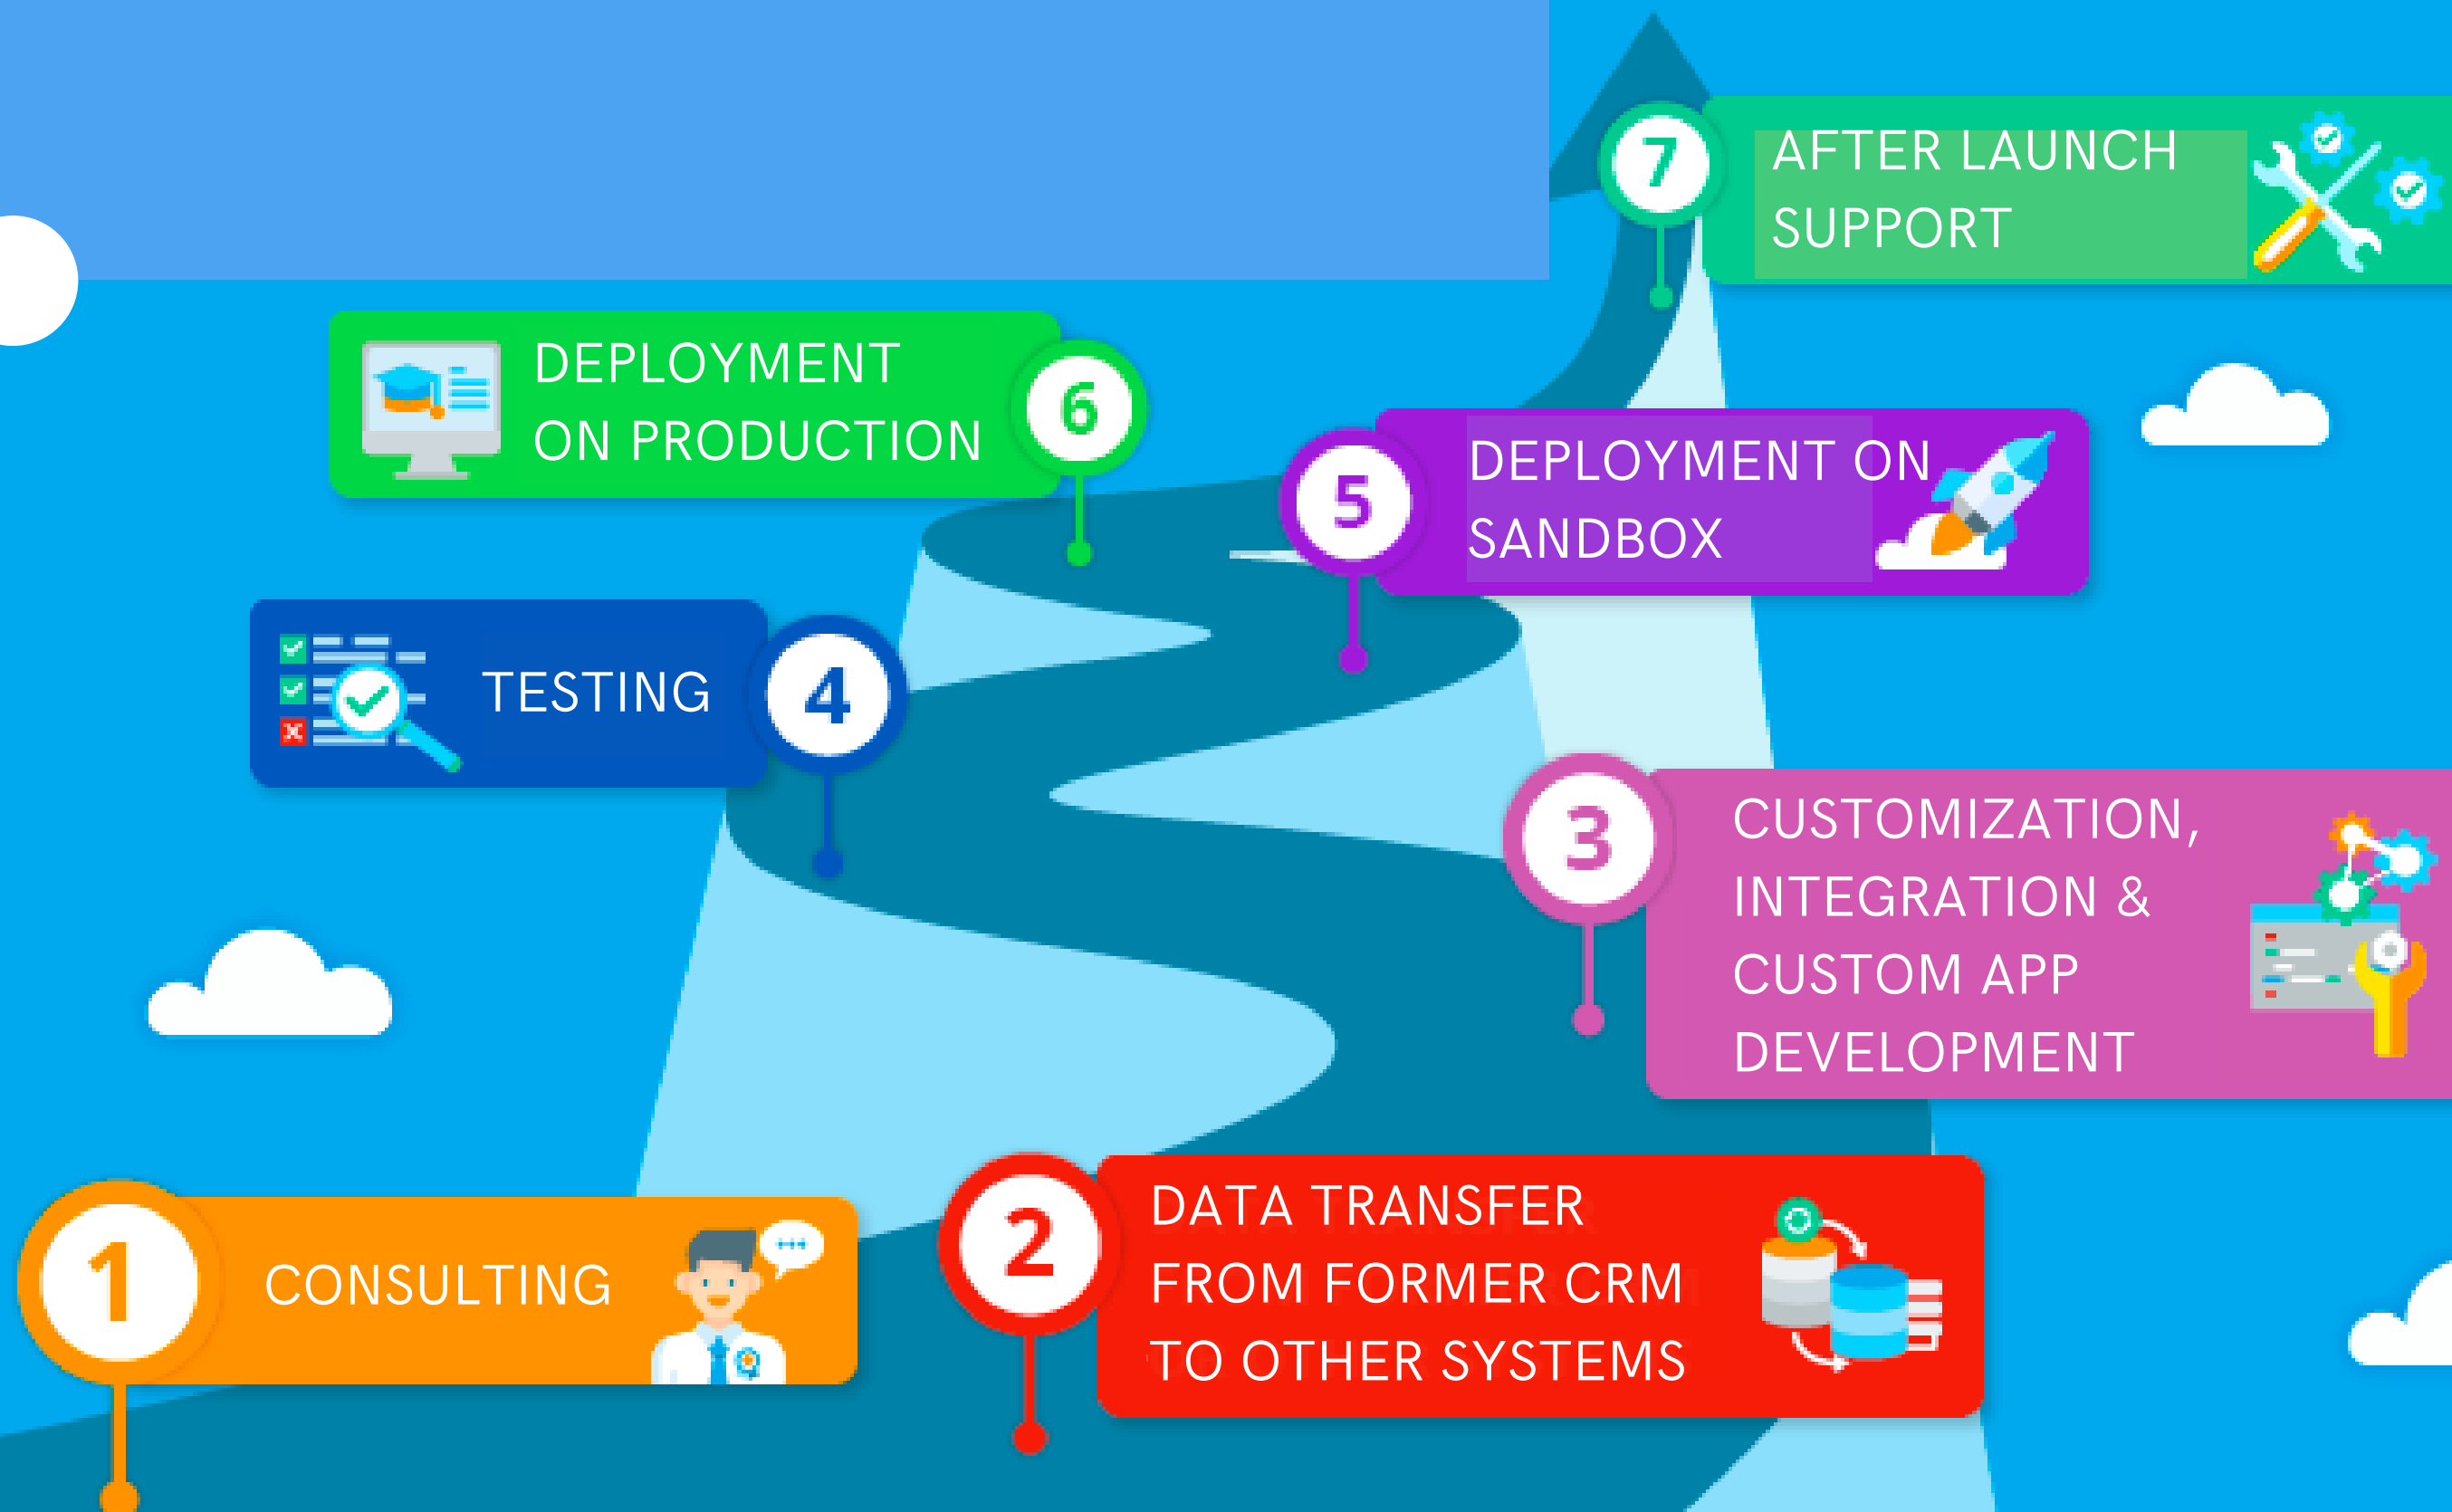 7
AFTER LAUNCH
SUPPORT
DEPLOYMENT
ON PRODUCTION
6
5
DEPLOYMENT ON
SANDBOX
TESTING
4
3
CUSTOMIZATION,
INTEGRATION &
CUSTOM APP
DEVELOPMENT
1
CONSULTING
2
DATA TRANSFER
FROM FORMER CRM
TO OTHER SYSTEMS